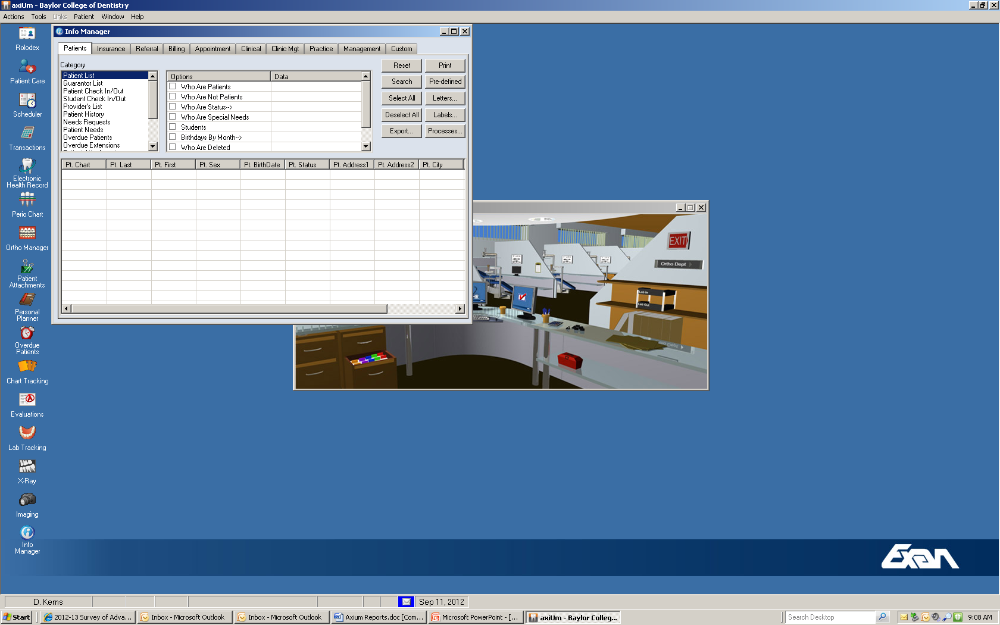 axiUm - Baylor College of Dentistry
Actions Tools Links Patient Window Help
Info Manager
Patients Insurance Referral Billing Appointment Clinical Clinic Mgt Practice Management Custom
Category
Patient List
Guarantor List
Patient Check In/Out
Student Check In/Out
Provider's List
Patient History
Needs Requests
Patient Needs
Overdue Patients
Overdue Extensions
Options Data
Who Are Patients
Who Are Not Patients
Who Are Status-->
Who Are Special Needs
Students
Birthdays By Month-->
Who Are Deleted
Reset Print
Search Pre-defined
Select All Letters...
Deselect All Labels...
Export... Processes...
Pt. Chart Pt. Last Pt. First Pt. Sex Pt. BirthDate Pt. Status Pt. Address1 Pt. Address2 Pt. City
Rolodex
Patient Care
Scheduler
Transactions
Electronic
Health Record
Perio Chart
Ortho Manager
Patient
Attachments
Personal
Planner
Overdue
Patients
Chart Tracking
Evaluations
Lab Tracking
X-Ray
Imaging
Info
Manager
EXIT
Ortho Dept
Lab In
Lab Out
HR
Exan
D. Kerns Sep 11, 2012
Start 2012-13 Survey of Adva... Inbox - Microsoft Outlook Inbox - Microsoft Outlook Axium Reports.doc [Com... Microsoft PowerPoint - [... axiUm - Baylor Colleg... Search Desktop 9:08 AM